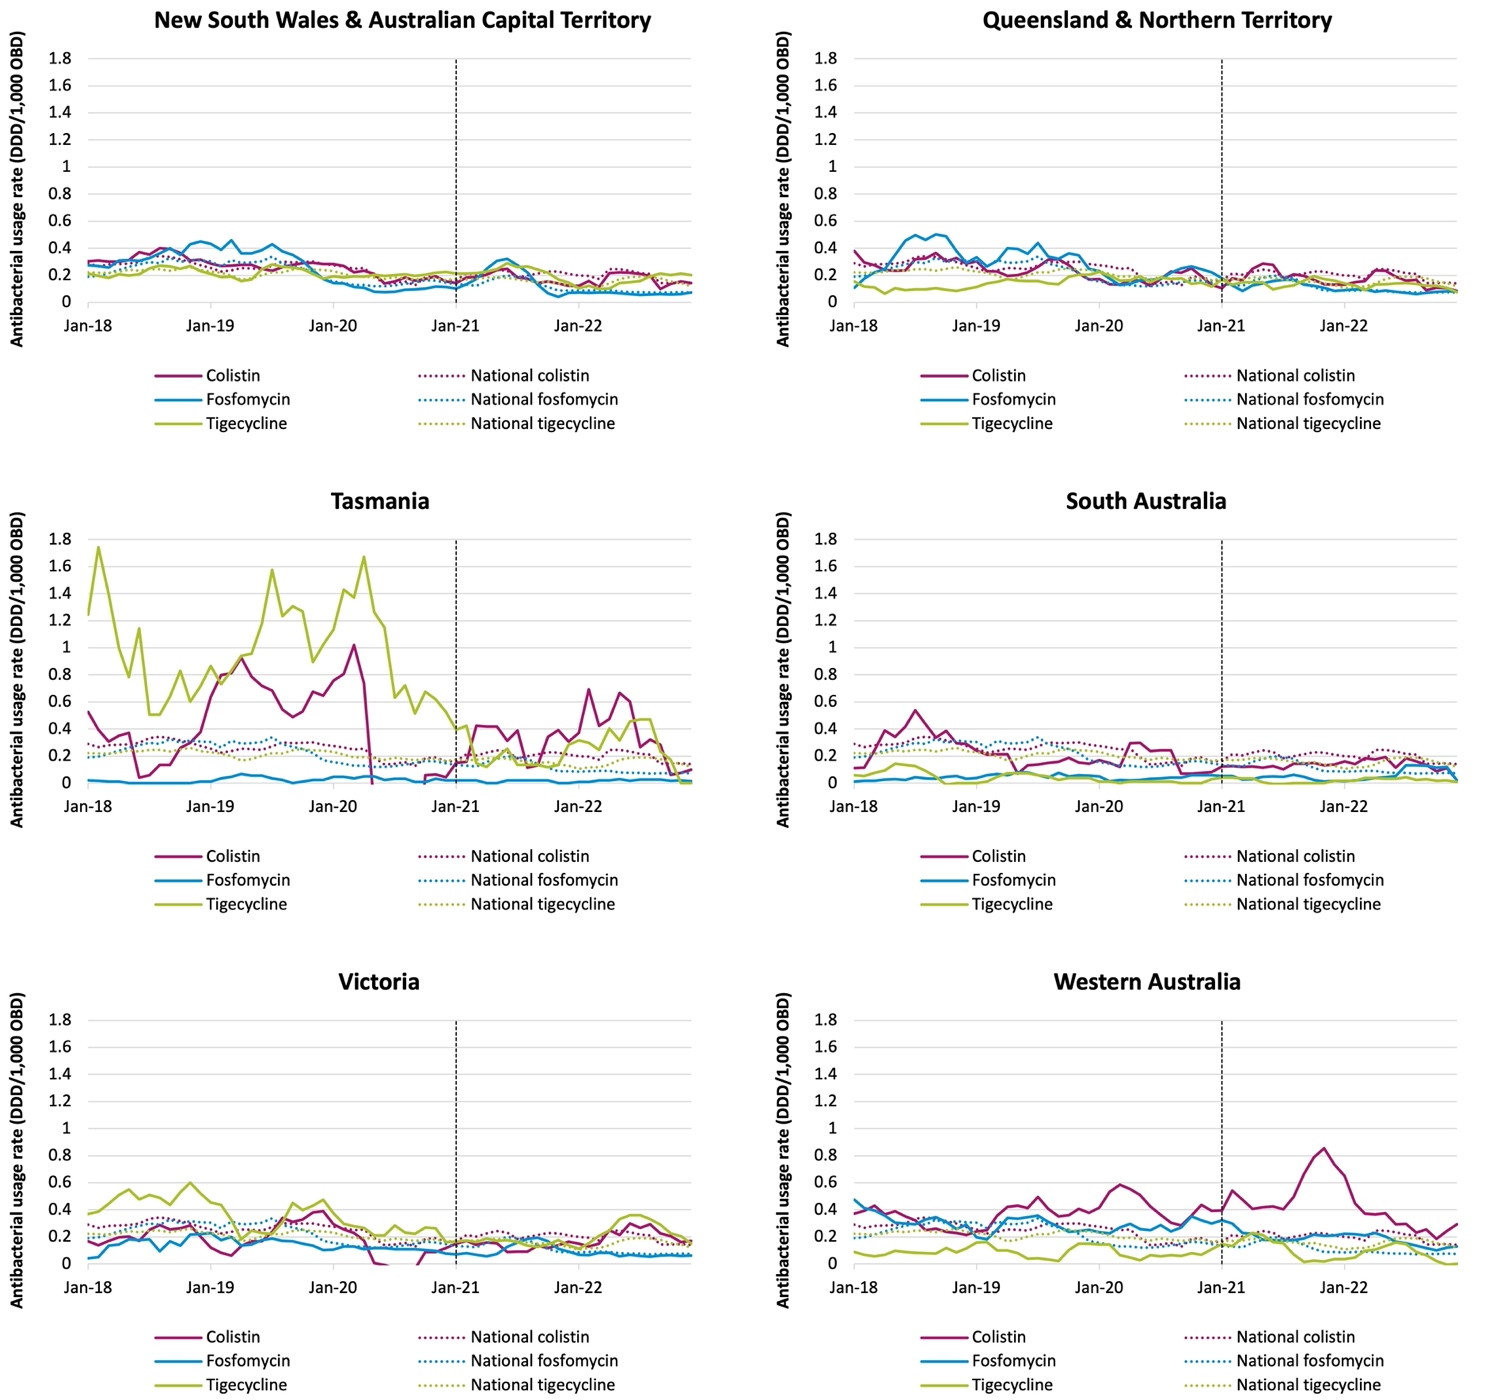 New South Wales & Australian Capital Territory
Antibacterial usage rate (DDD/1,000 OBD)
1.8
1.6
1.4
1.2
1
0.8
0.6
0.4
0.2
0
Jan-18 Jan-19 Jan-20 Jan-21 Jan-22
Colistin National colistin
Fosfomycin National fosfomycin
Tigecycline National tigecycline
Queensland & Northern Territory
Antibacterial usage rate (DDD/1,000 OBD)
1.8
1.6
1.4
1.2
1
0.8
0.6
0.4
0.2
0
Jan-18 Jan-19 Jan-20 Jan-21 Jan-22
Colistin National colistin
Fosfomycin National fosfomycin
Tigecycline National tigecycline
Tasmania
Antibacterial usage rate (DDD/1,000 OBD)
1.8
1.6
1.4
1.2
1
0.8
0.6
0.4
0.2
0
Jan-18 Jan-19 Jan-20 Jan-21 Jan-22
Colistin National colistin
Fosfomycin National fosfomycin
Tigecycline National tigecycline
South Australia
Antibacterial usage rate (DDD/1,000 OBD)
1.8
1.6
1.4
1.2
1
0.8
0.6
0.4
0.2
0
Jan-18 Jan-19 Jan-20 Jan-21 Jan-22
Colistin National colistin
Fosfomycin National fosfomycin
Tigecycline National tigecycline
Victoria
Antibacterial usage rate (DDD/1,000 OBD)
1.8
1.6
1.4
1.2
1
0.8
0.6
0.4
0.2
0
Jan-18 Jan-19 Jan-20 Jan-21 Jan-22
Colistin National colistin
Fosfomycin National fosfomycin
Tigecycline National tigecycline
Western Australia
Antibacterial usage rate (DDD/1,000 OBD)
1.8
1.6
1.4
1.2
1
0.8
0.6
0.4
0.2
0
Jan-18 Jan-19 Jan-20 Jan-21 Jan-22
Colistin National colistin
Fosfomycin National fosfomycin
Tigecycline National tigecycline